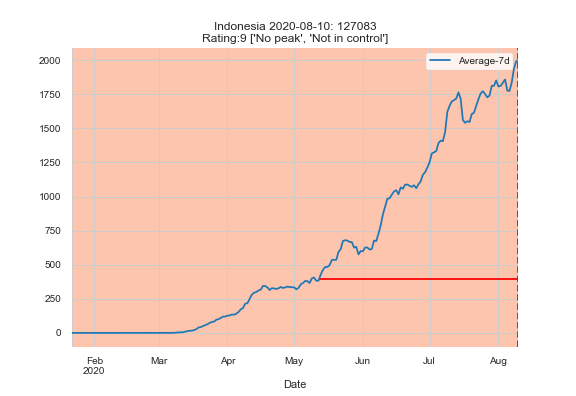 Indonesia 2020-08-10: 127083
Rating:9 ['No peak', 'Not in control']
Average-7d
2000
1750
1500
1250
1000
750
500
250
0
Feb Mar Apr May Jun Jul Aug
2020
Date